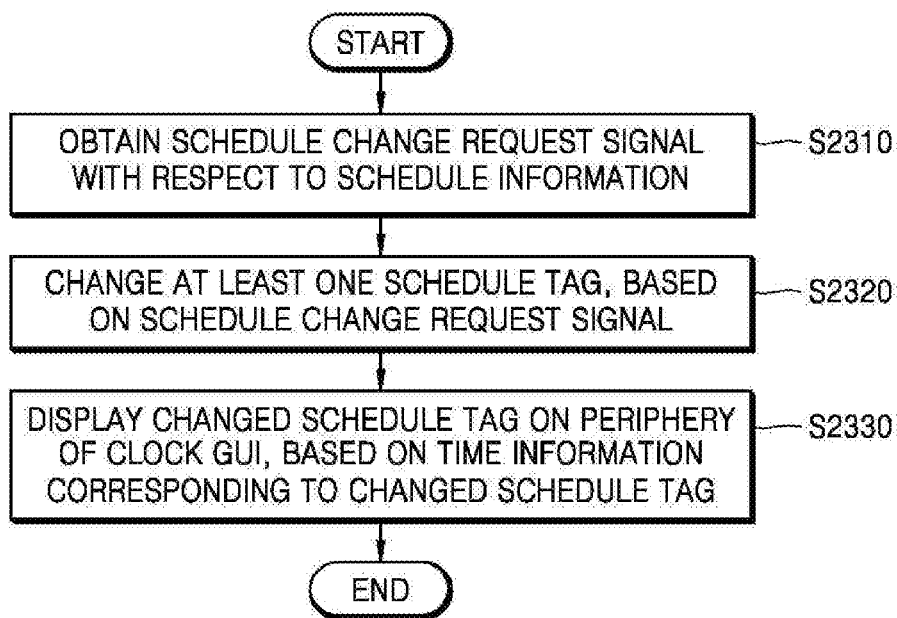 START
OBTAIN SCHEDULE CHANGE REQUEST SIGNAL
WITH RESPECT TO SCHEDULE INFORMATION
S2310
CHANGE AT LEAST ONE SCHEDULE TAG, BASED
ON SCHEDULE CHANGE REQUEST SIGNAL
S2320
DISPLAY CHANGED SCHEDULE TAG ON PERIPHERY
OF CLOCK GUI, BASED ON TIME INFORMATION
CORRESPONDING TO CHANGED SCHEDULE TAG
S2330
END